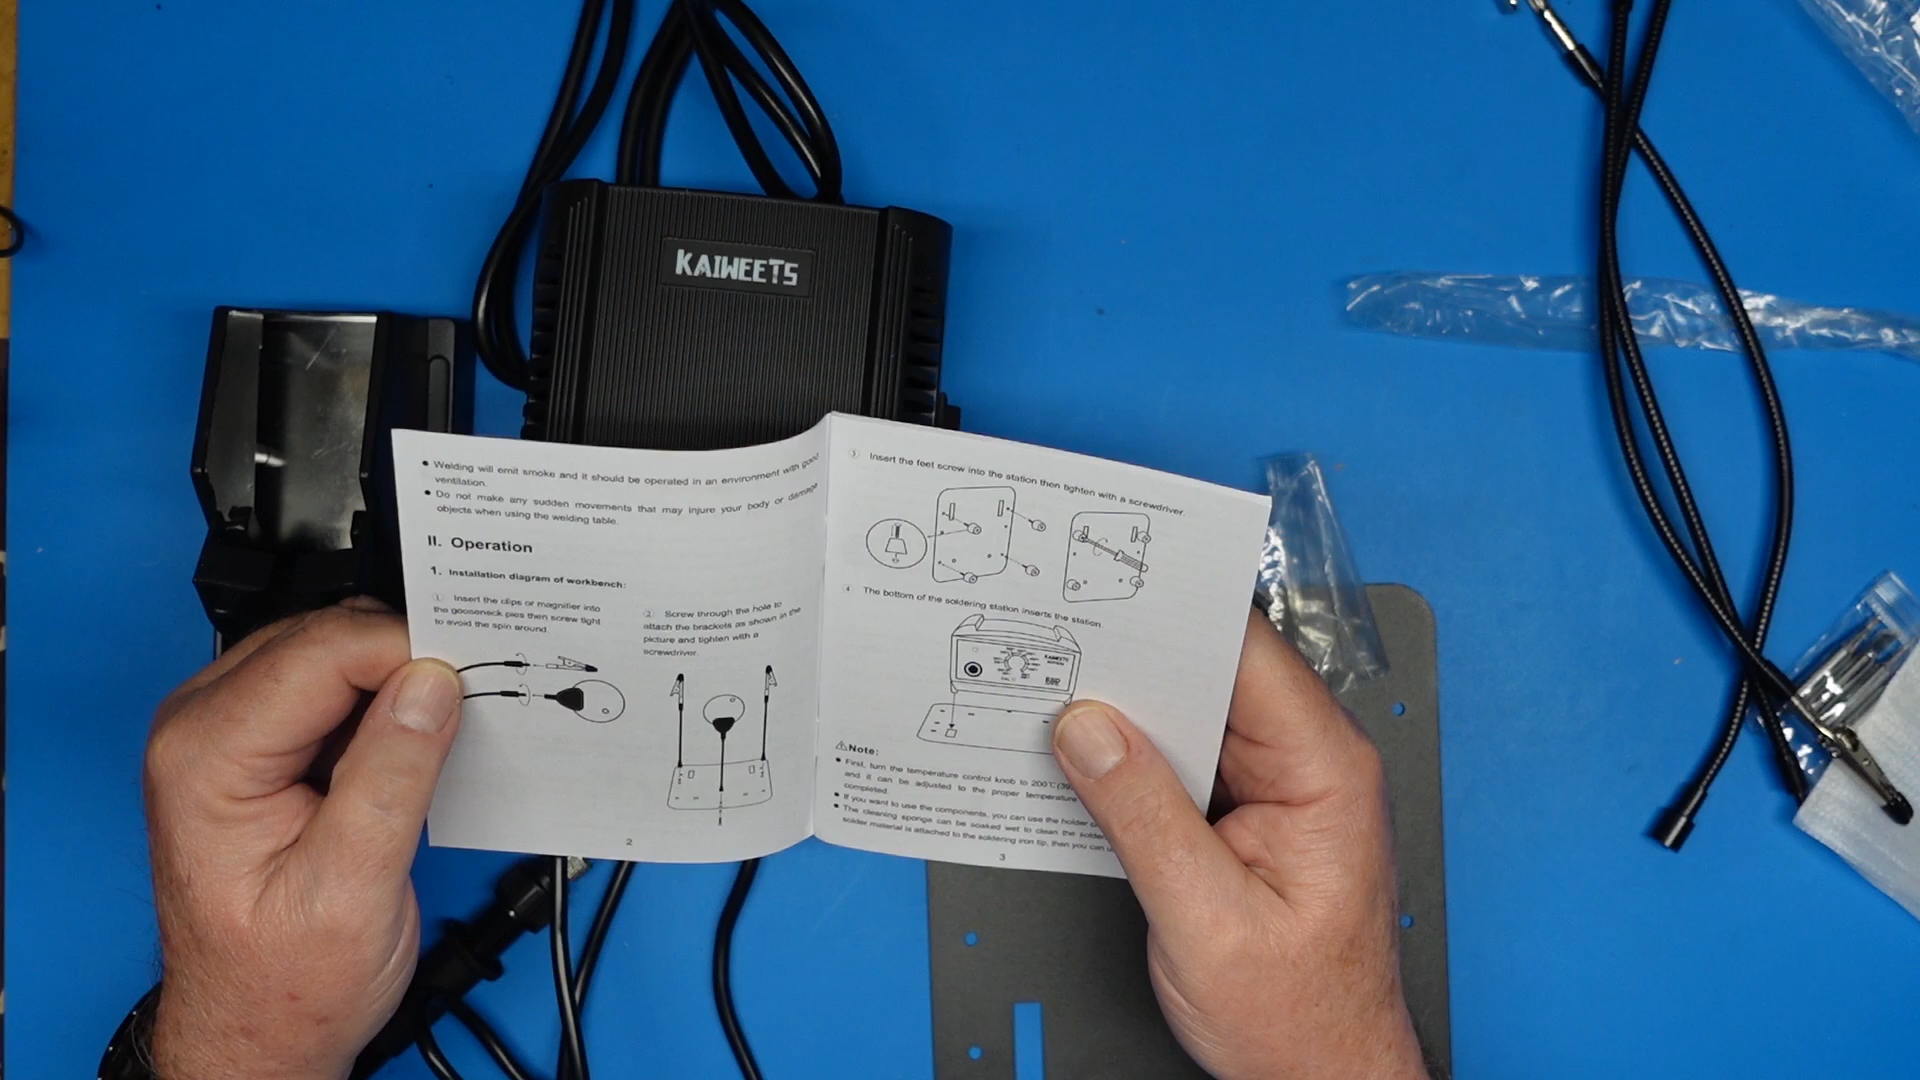 KAIWEETS
• Welding will emit smoke and it should be operated in an environment with good
ventilation.
• Do not make any sudden movements that may injure your body or damage
objects when using the welding table.
II. Operation
1. Installation diagram of workbench:
① Insert the clips or magnifier into
the gooseneck pies then screw tight
to avoid the spin around.
② Screw through the hole to
attach the brackets as shown in the
picture and tighten with a
screwdriver.
2
③ Insert the feet screw into the station then tighten with a screwdriver.
④ The bottom of the soldering station inserts the station.
KAIWEETS
⚠Note:
• First, turn the temperature control knob to 200℃
and it can be adjusted to the proper temperature
completed.
• If you want to use the components, you can use the holder
• The cleaning sponge can be soaked wet to clean the
solder material is attached to the soldering iron tip, then you can
3